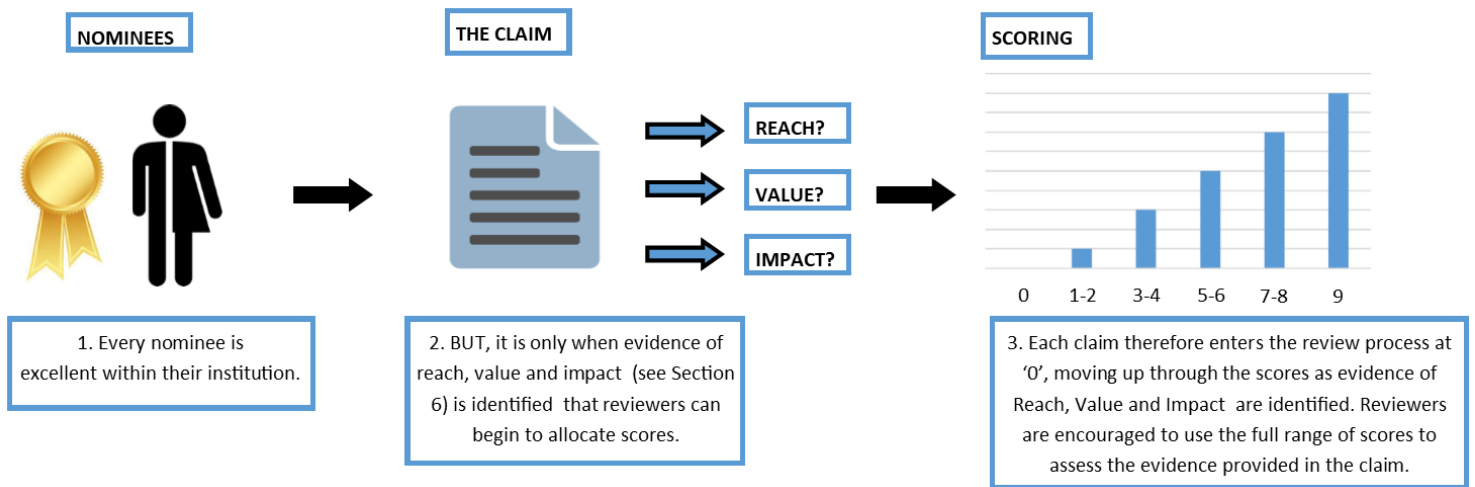 NOMINEES
THE CLAIM
SCORING
REACH?
VALUE?
IMPACT?
0 1-2 3-4 5-6 7-8 9
1. Every nominee is
excellent within their institution.
2. BUT, it is only when evidence of
reach, value and impact (see Section
6) is identified that reviewers can
begin to allocate scores.
3. Each claim therefore enters the review process at
‘0’, moving up through the scores as evidence of
Reach, Value and Impact are identified. Reviewers
are encouraged to use the full range of scores to
assess the evidence provided in the claim.